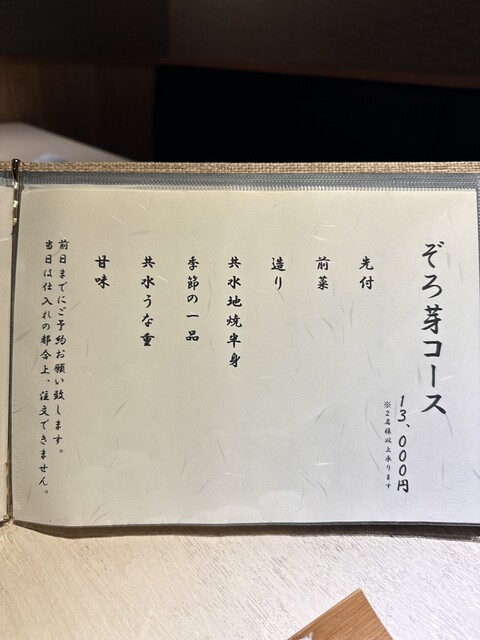 ぞろ芽コース
13、000円
※2名様以上承ります
先付
前菜
造り
共水地焼半身
季節の一品
共水うな重
甘味
前日までにご予約お願い致します。
当日は仕入れの都合上、注文できません。